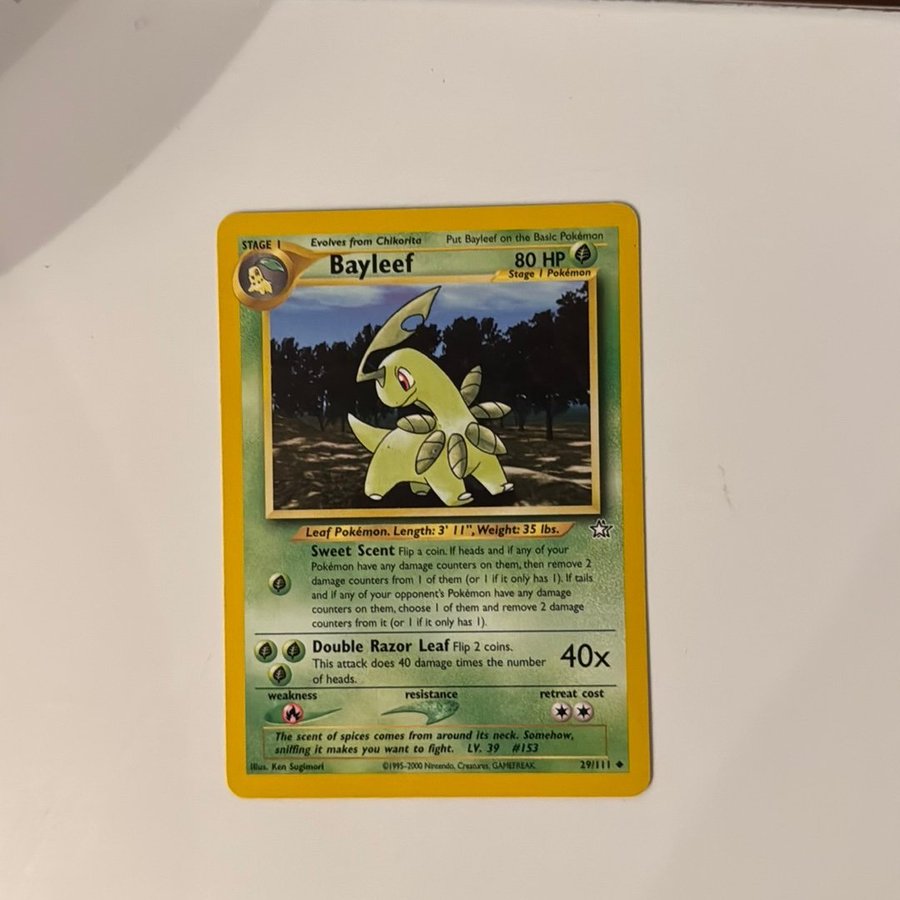 STAGE 1 Evolves from Chikorita Put Bayleef on the Basic Pokémon
Bayleef 80 HP
Stage 1 Pokémon
Leaf Pokémon. Length: 3' 11", Weight: 35 lbs.
Sweet Scent Flip a coin. If heads and if any of your
Pokémon have any damage counters on them, then remove 2
damage counters from 1 of them (or 1 if it only has 1). If tails
and if any of your opponent's Pokémon have any damage
counters on them, choose 1 of them and remove 2 damage
counters from it (or 1 if it only has 1).
Double Razor Leaf Flip 2 coins.
This attack does 40 damage times the number
of heads.
40x
weakness resistance retreat cost
The scent of spices comes from around its neck. Somehow,
sniffing it makes you want to fight. LV. 39 #153
Illus. Ken Sugimori ©1995-2000 Nintendo, Creatures, GAMEFREAK. 29/111